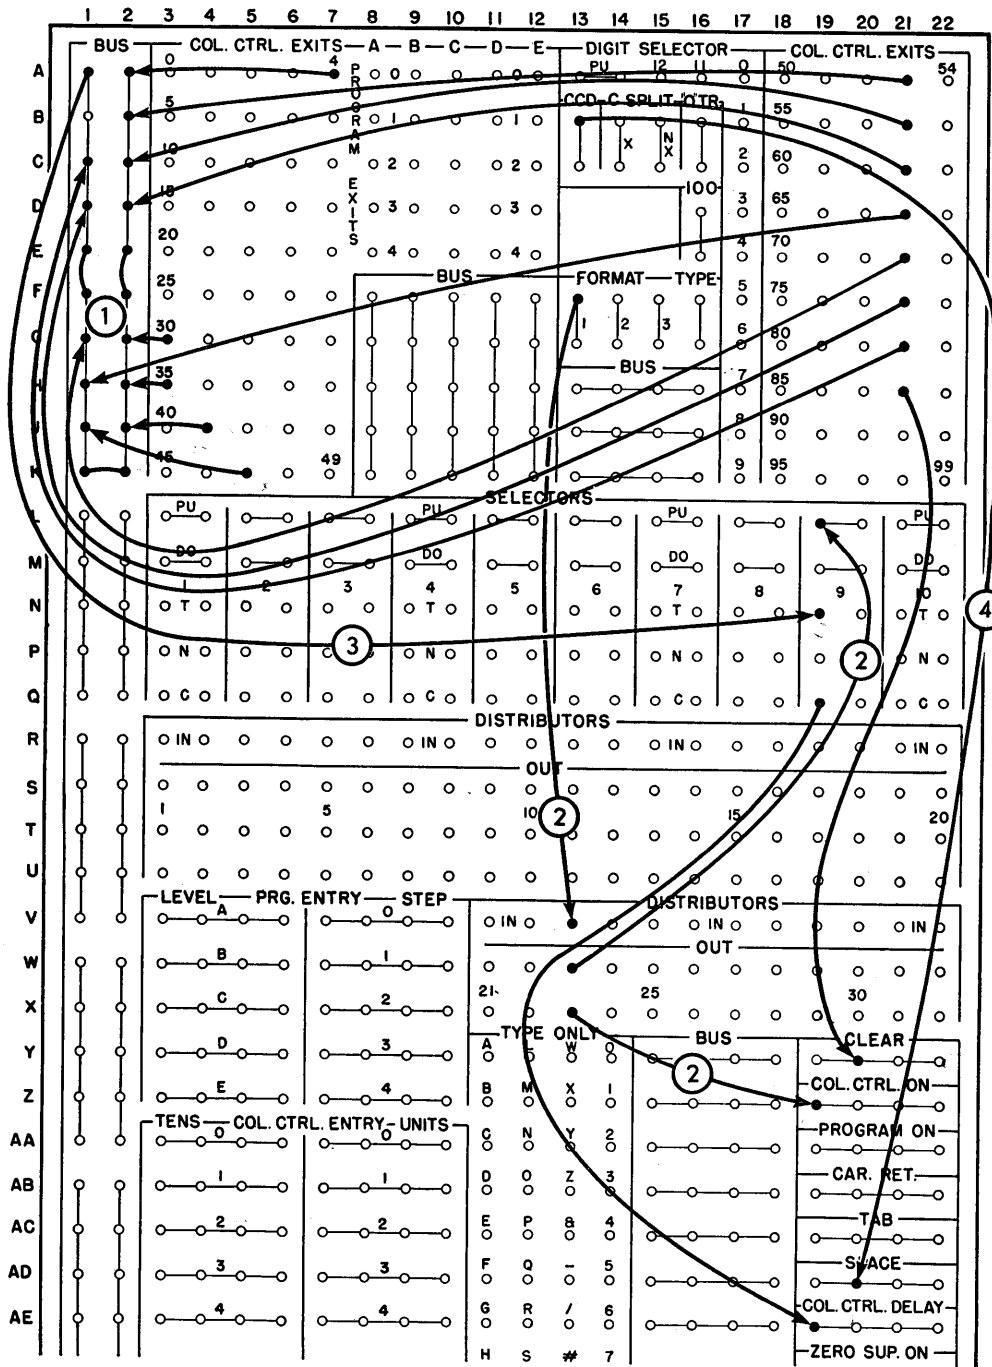 1 2 3 4 5 6 7 8 9 10 11 12 13 14 15 16 17 18 19 20 21 22
BUS COL. CTRL. EXITS A B C D E DIGIT SELECTOR COL. CTRL. EXITS
A 0 4 0 0 PU 12 11 0 50 54
PROGRAM EXITS
CCD-C SPLIT-CTR.
B 5 1 1 1 55
X NX
C 10 2 2 2 60
100
D 15 3 3 3 65
E 20 4 4 4 70
BUS FORMAT TYPE
F 25 5 75
1 2 3
G 30 6 80
1
BUS
H 35 7 85
J 40 8 90
K 45 49 9 95 99
SELECTORS
L PU PU PU PU
M DO DO DO DO
1 2 3 4 5 6 7 8 9 10
N T T T T
4
3
P N N N N
2
Q C C C C
DISTRIBUTORS
R IN IN IN IN
OUT
S
1 5 10 15 20
2
T
U
LEVEL PRG. ENTRY STEP DISTRIBUTORS
V A 0 IN IN IN
OUT
W B 1
21 25 30
X C 2
TYPE ONLY BUS CLEAR
Y D 3 A W 0
2
COL. CTRL. ON
Z E 4 B M X 1
TENS COL. CTRL. ENTRY-UNITS PROGRAM ON
AA 0 0 C N Y 2
CAR. RET.
AB 1 1 D O Z 3
TAB
AC 2 2 E P & 4
SPACE
AD 3 3 F Q - 5
COL. CTRL. DELAY
AE 4 4 G R / 6
H S # 7 ZERO SUP. ON